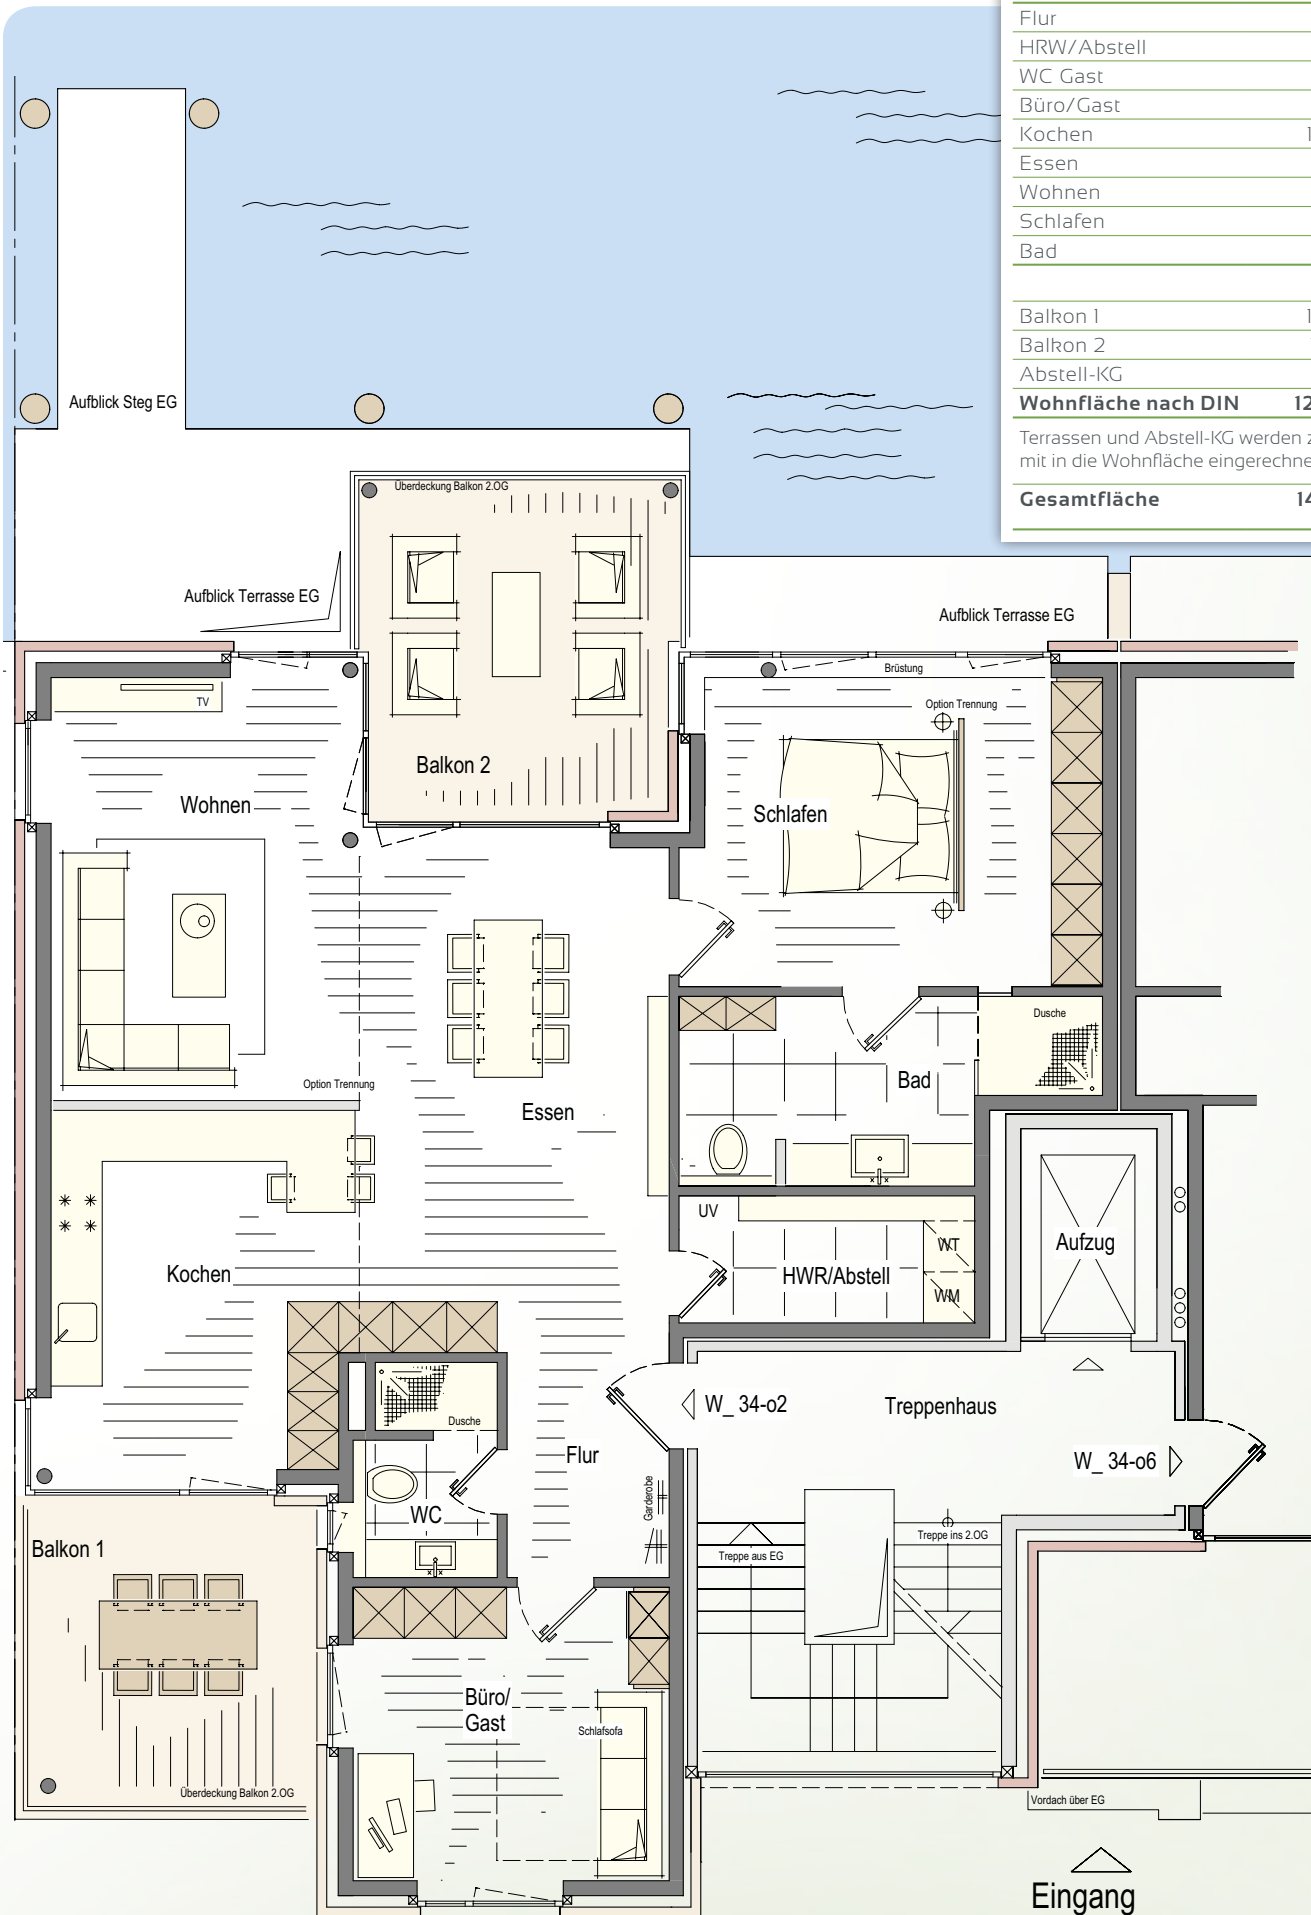 Flur
HRW/Abstell
WC Gast
Büro/Gast
Kochen 1
Essen
Wohnen
Schlafen
Bad
Balkon 1 1
Balkon 2
Abstell-KG
Wohnfläche nach DIN 12
Terrassen und Abstell-KG werden z
mit in die Wohnfläche eingerechne
Gesamtfläche 14
Aufblick Steg EG
Überdeckung Balkon 2.OG
Aufblick Terrasse EG
Aufblick Terrasse EG
Brüstung
TV
Option Trennung
Balkon 2
Wohnen
Schlafen
Dusche
Option Trennung
Bad
Essen
UV
WT
Aufzug
Kochen
HWR/Abstell
WM
W_ 34-o2
Treppenhaus
Dusche
Flur
W_ 34-o6
Garderobe
WC
Treppe ins 2.OG
Balkon 1
Treppe aus EG
Büro/
Gast
Schlafsofa
Überdeckung Balkon 2.OG
Vordach über EG
Eingang